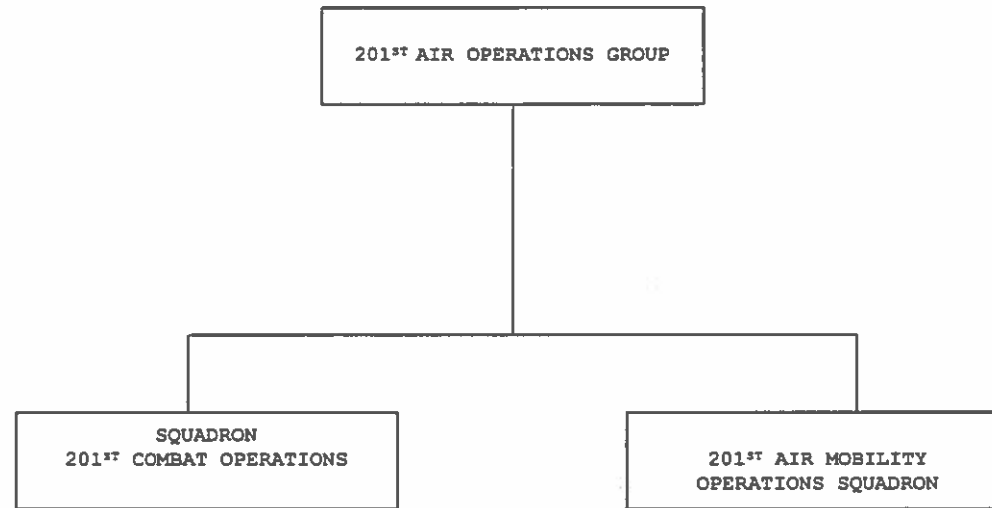 201ST AIR OPERATIONS GROUP
SQUADRON
201ST COMBAT OPERATIONS
201ST AIR MOBILITY
OPERATIONS SQUADRON